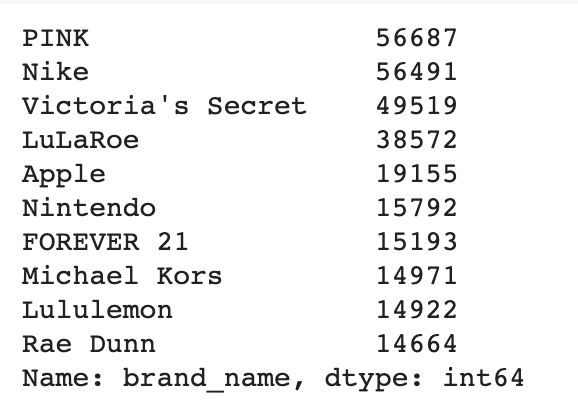 PINK 56687
Nike 56491
Victoria's Secret 49519
LuLaRoe 38572
Apple 19155
Nintendo 15792
FOREVER 21 15193
Michael Kors 14971
Lululemon 14922
Rae Dunn 14664
Name: brand_name, dtype: int64